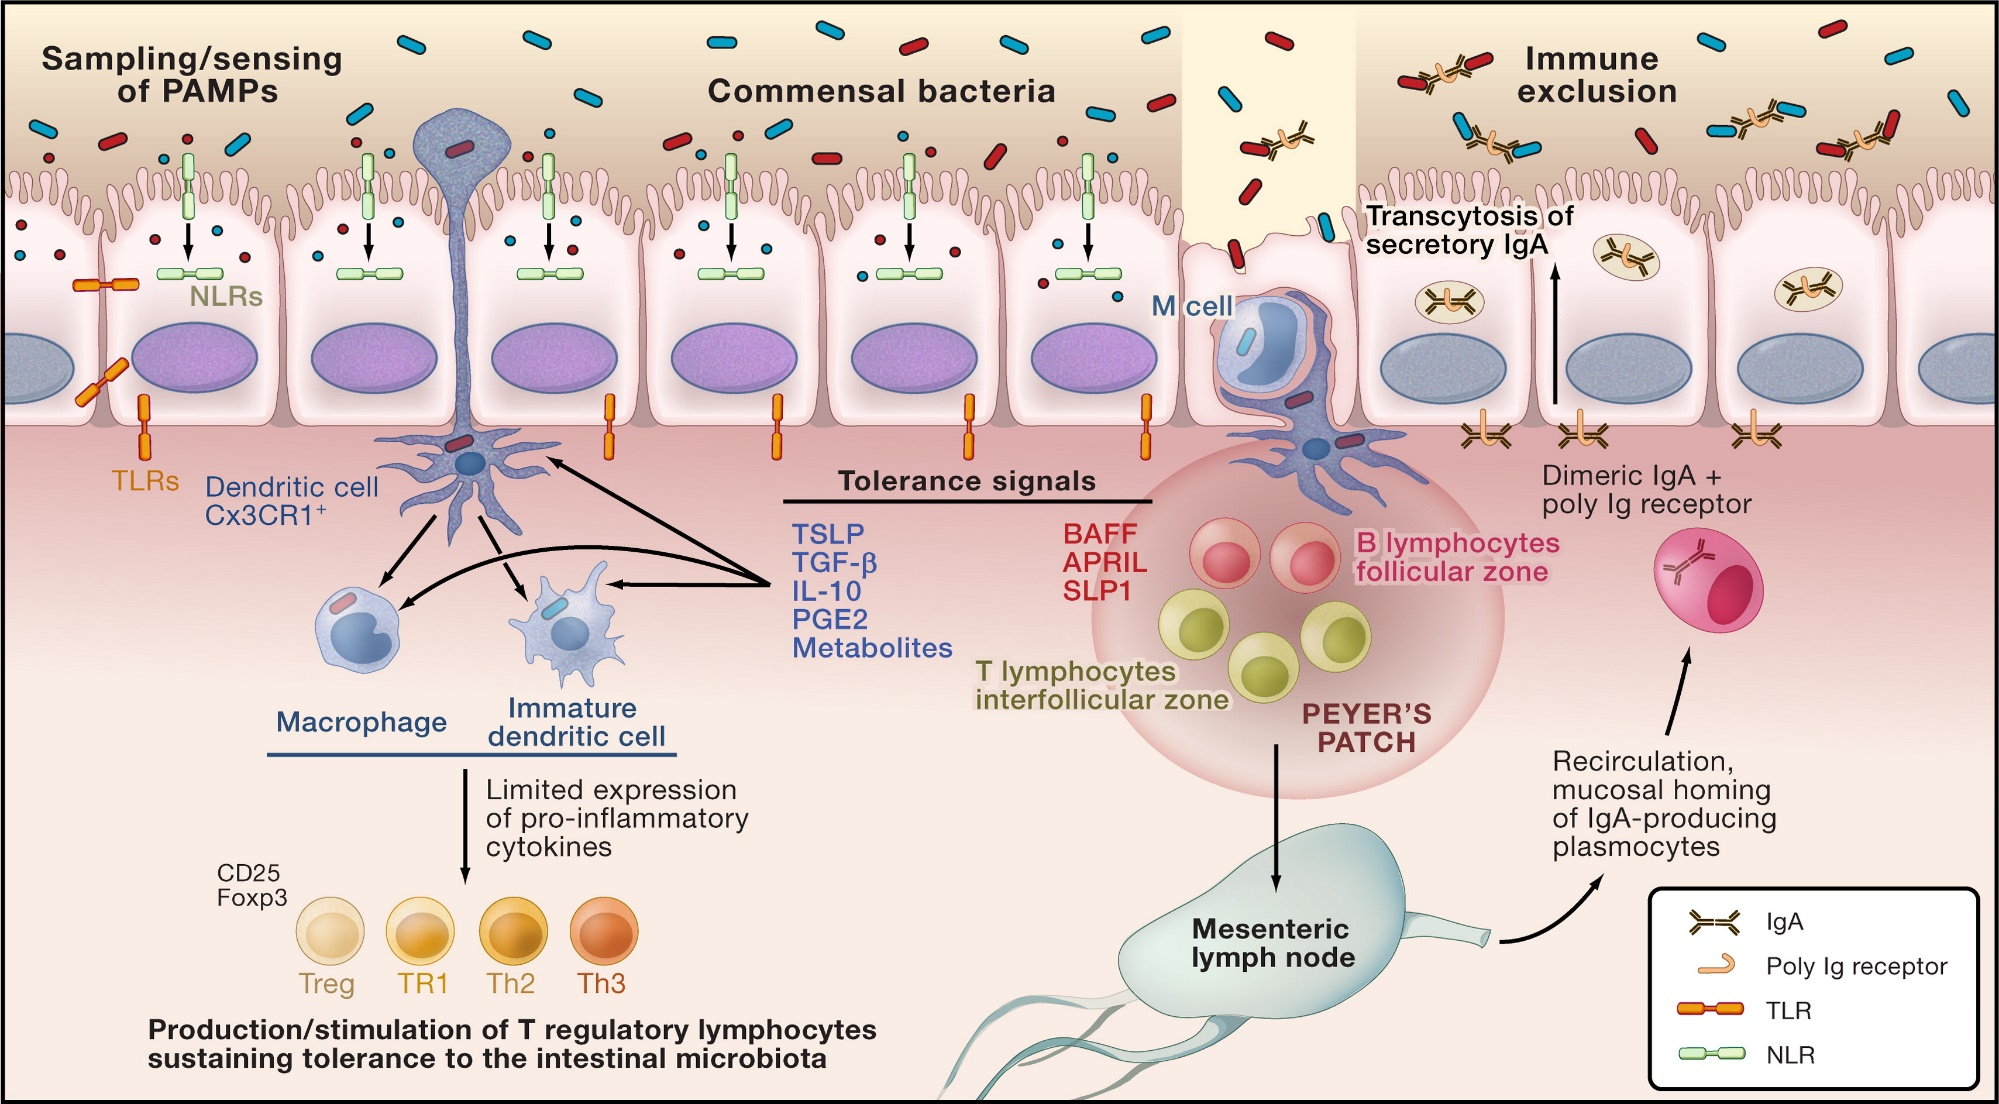 Sampling/sensing
of PAMPs
Commensal bacteria
Immune
exclusion
Transcytosis of
secretory IgA
NLRs
M cell
TLRs
Dendritic cell
Cx3CR1⁺
Tolerance signals
TSLP
TGF-β
IL-10
PGE2
Metabolites
BAFF
APRIL
SLP1
B lymphocytes
follicular zone
T lymphocytes
interfollicular zone
PEYER'S
PATCH
Dimeric IgA +
poly Ig receptor
Macrophage
Immature
dendritic cell
Limited expression
of pro-inflammatory
cytokines
CD25
Foxp3
Treg
TR1
Th2
Th3
Production/stimulation of T regulatory lymphocytes
sustaining tolerance to the intestinal microbiota
Mesenteric
lymph node
Recirculation,
mucosal homing
of IgA-producing
plasmocytes
IgA
Poly Ig receptor
TLR
NLR